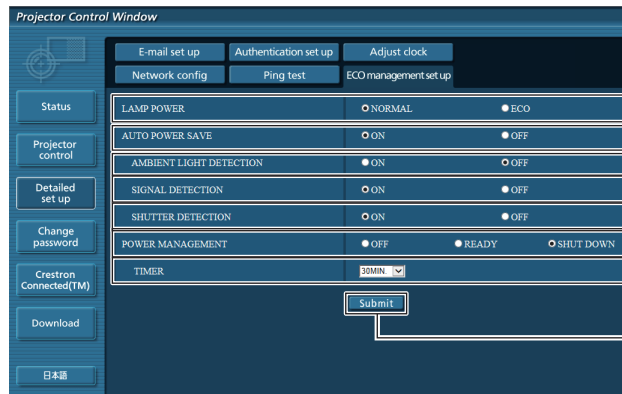 Projector Control Window
E-mail set up Authentication set up Adjust clock
Network config Ping test ECO management set up
Status
Projector
control
Detailed
set up
Change
password
Crestron
Connected(TM)
Download
日本語
LAMP POWER NORMAL ECO
AUTO POWER SAVE ON OFF
AMBIENT LIGHT DETECTION ON OFF
SIGNAL DETECTION ON OFF
SHUTTER DETECTION ON OFF
POWER MANAGEMENT OFF READY SHUT DOWN
TIMER 30MIN.
Submit